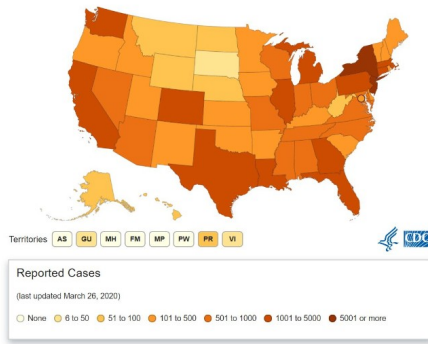 Territories AS GU MH FM MP PW PR VI
CDC
Reported Cases
(last updated March 26, 2020)
None 6 to 50 51 to 100 101 to 500 501 to 1000 1001 to 5000 5001 or more